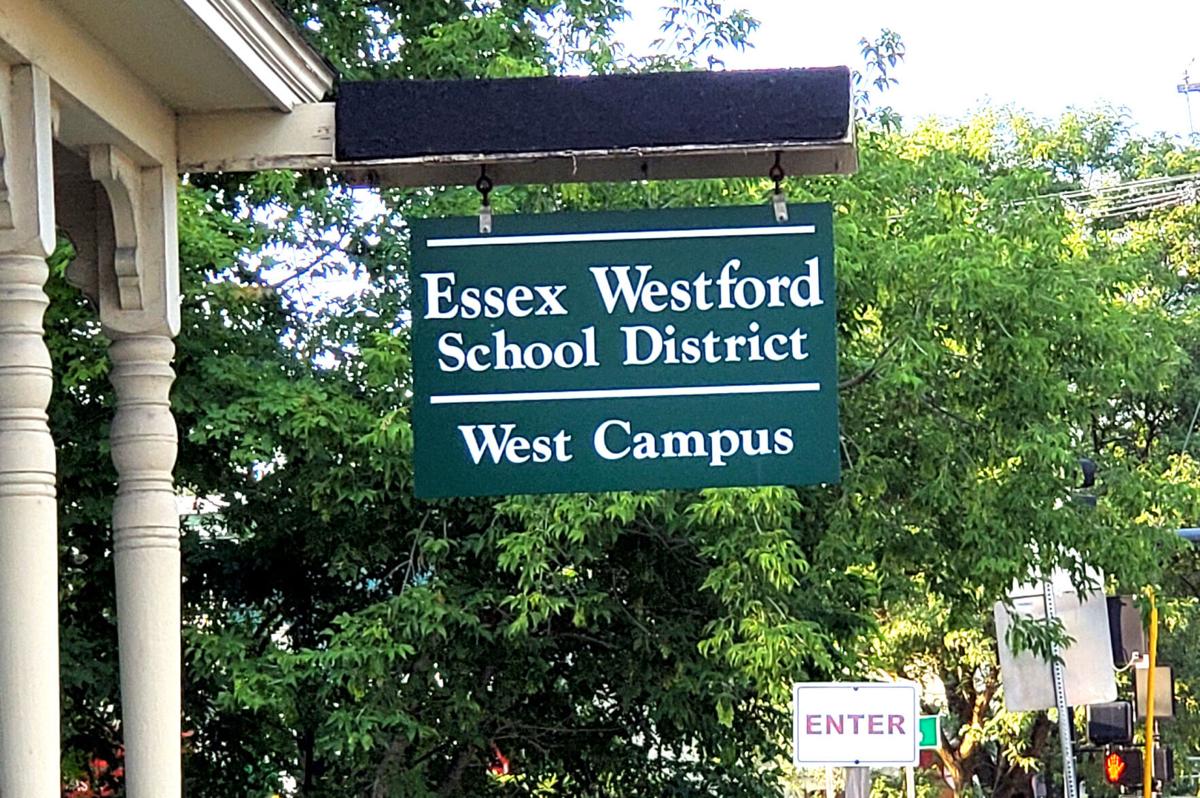 Essex Westford
School District
West Campus
ENTER